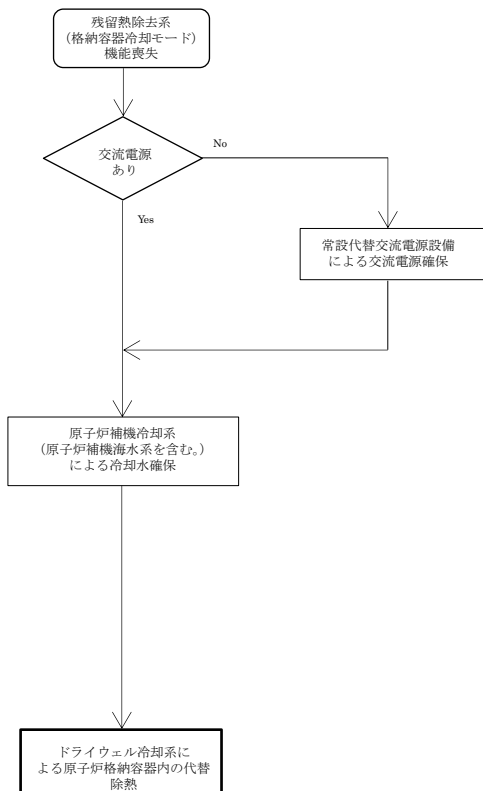 残留熱除去系
(格納容器冷却モード)
機能喪失
交流電源
あり
No
Yes
常設代替交流電源設備
による交流電源確保
原子炉補機冷却系
(原子炉補機海水系を含む。)
による冷却水確保
ドライウェル冷却系に
よる原子炉格納容器内の代替
除熱